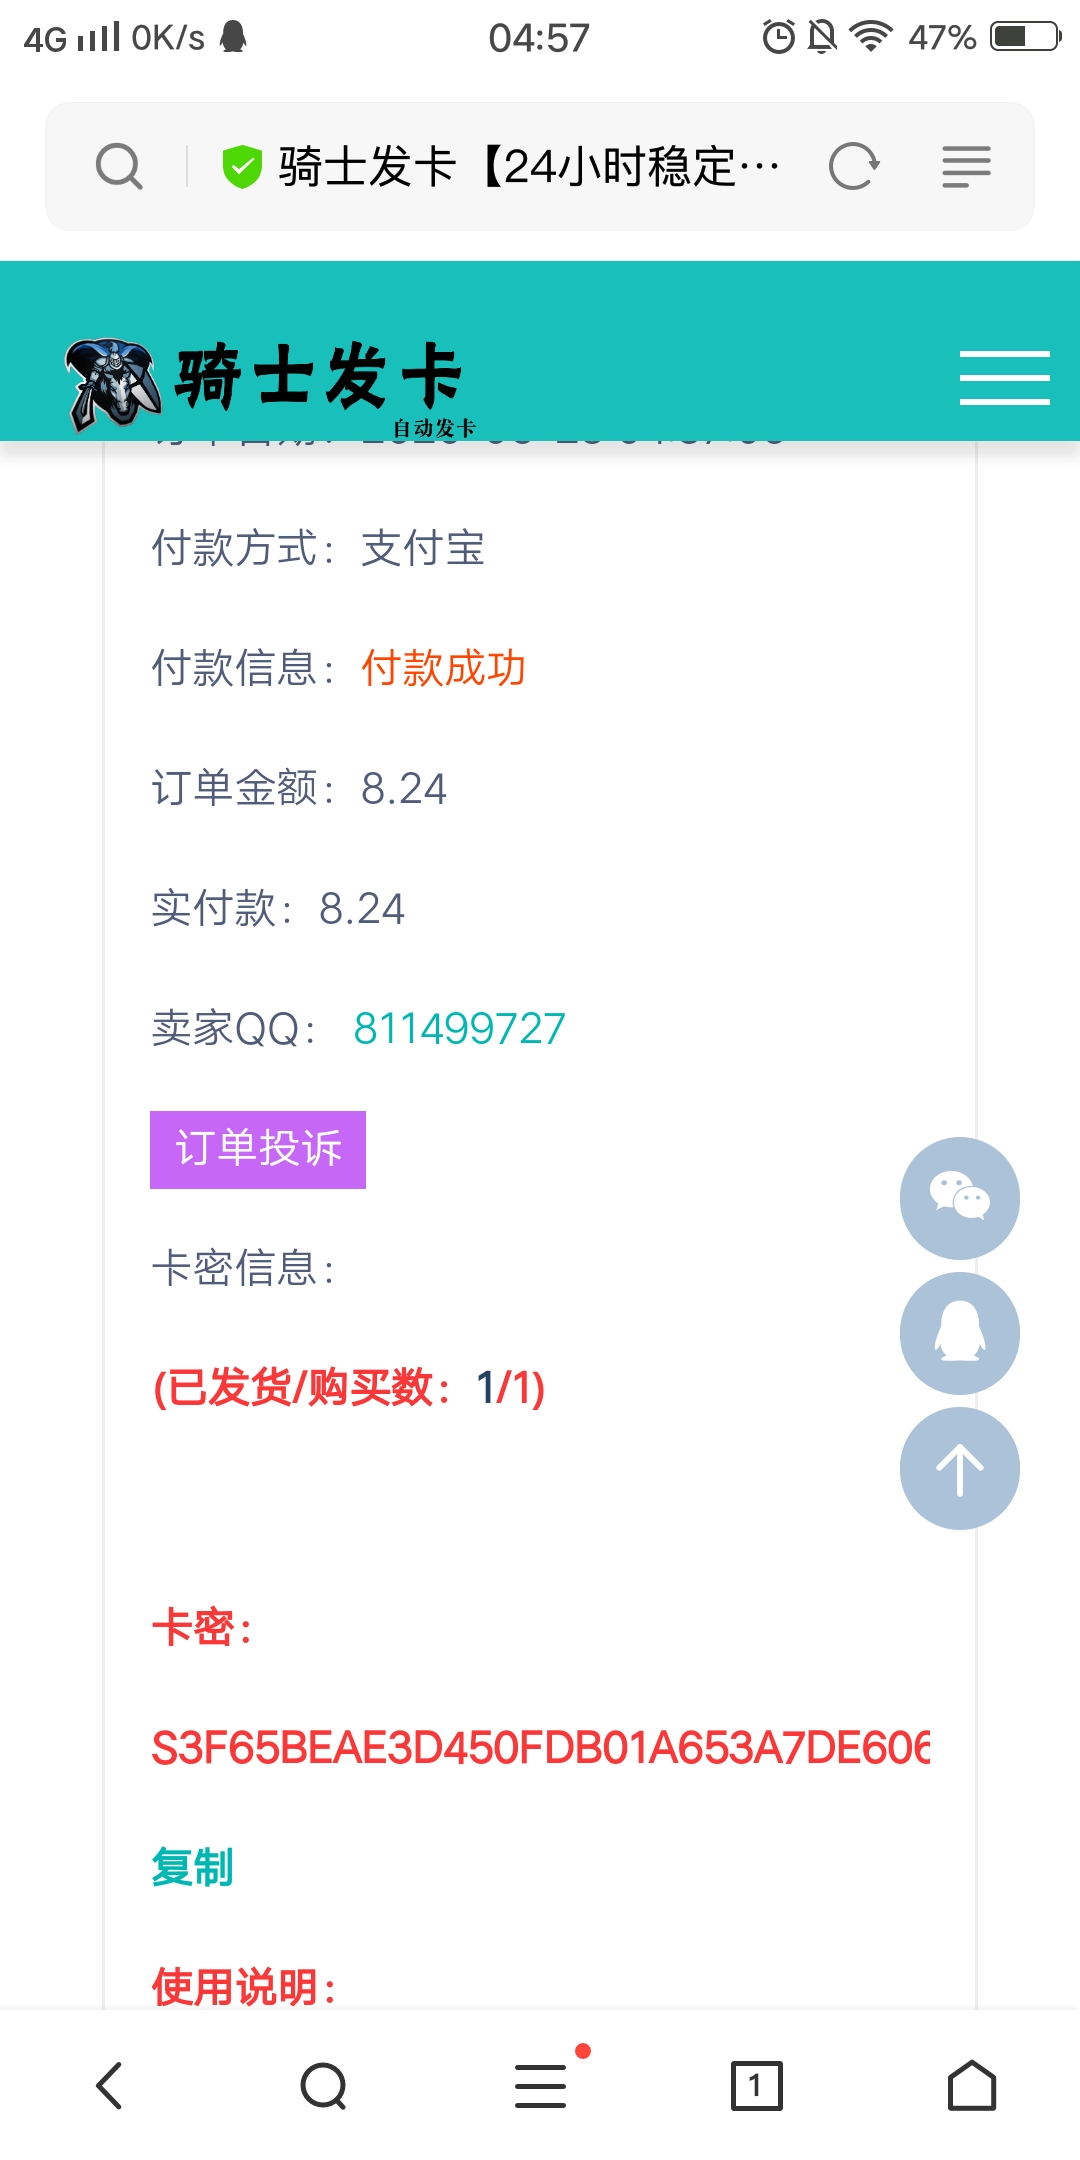 4G 0K/s 04:57 47%
骑士发卡【24小时稳定…
骑士发卡
自动发卡
付款方式：支付宝
付款信息：付款成功
订单金额：8.24
实付款：8.24
卖家QQ： 811499727
订单投诉
卡密信息：
(已发货/购买数：1/1)
卡密：
S3F65BEAE3D450FDB01A653A7DE606
复制
使用说明：
1